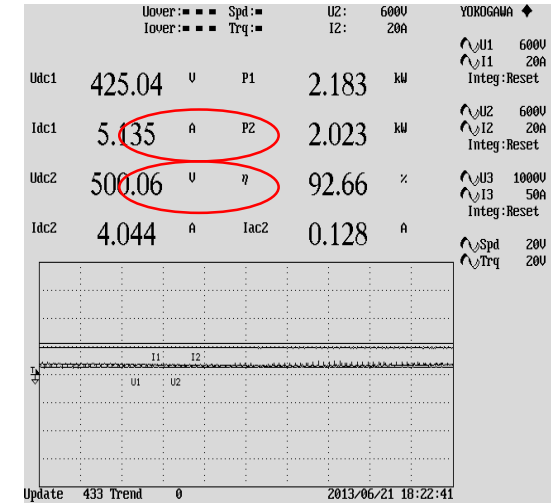 Uover:■ ■ ■ Spd:■ U2: 600V YOKOGAWA ◆
Iover:■ ■ ■ Trq:■ I2: 20A
U1 600V
I1 20A
Integ:Reset
Udc1 425.04 V P1 2.183 kW
U2 600V
I2 20A
Integ:Reset
Idc1 5.135 A P2 2.023 kW
U3 1000V
I3 50A
Integ:Reset
Udc2 500.06 V η 92.66 %
Idc2 4.044 A Iac2 0.128 A
Spd 20V
Trq 20V
I1 I2
U1 U2
Update 433 Trend 0 2013/06/21 18:22:41